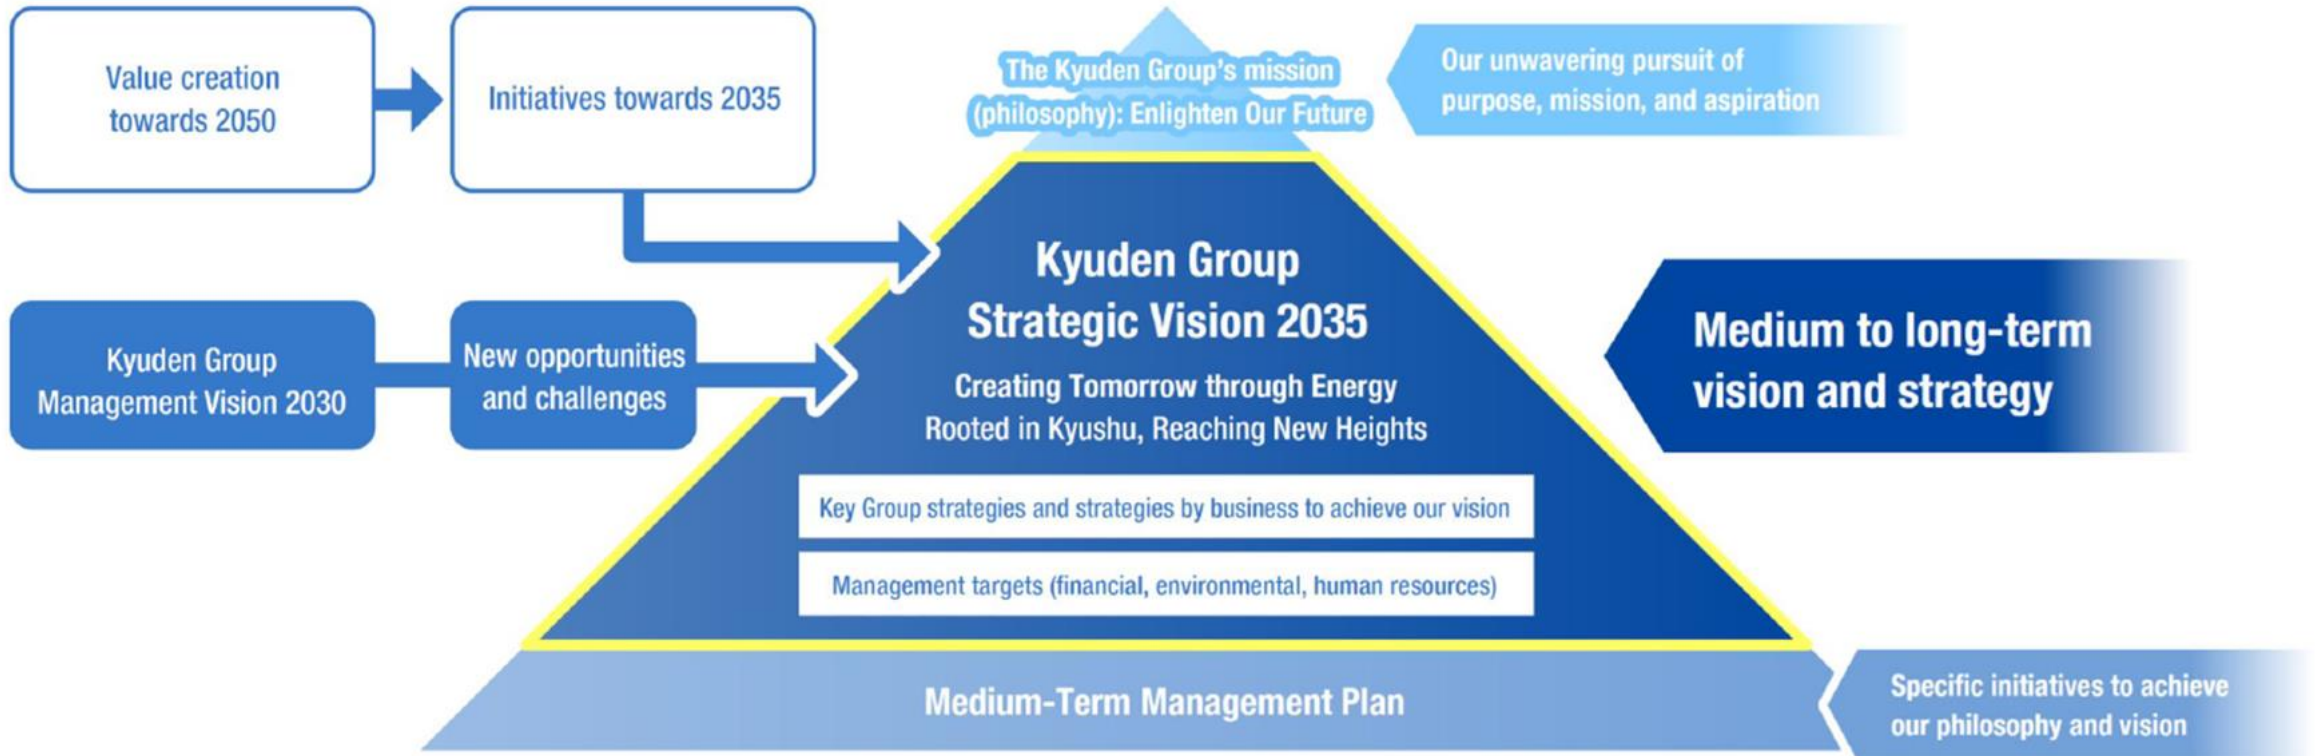 Value creation
towards 2050
Initiatives towards 2035
The Kyuden Group's mission
(philosophy): Enlighten Our Future
Our unwavering pursuit of
purpose, mission, and aspiration
Kyuden Group
Management Vision 2030
New opportunities
and challenges
Kyuden Group
Strategic Vision 2035
Creating Tomorrow through Energy
Rooted in Kyushu, Reaching New Heights
Key Group strategies and strategies by business to achieve our vision
Management targets (financial, environmental, human resources)
Medium to long-term
vision and strategy
Medium-Term Management Plan
Specific initiatives to achieve
our philosophy and vision